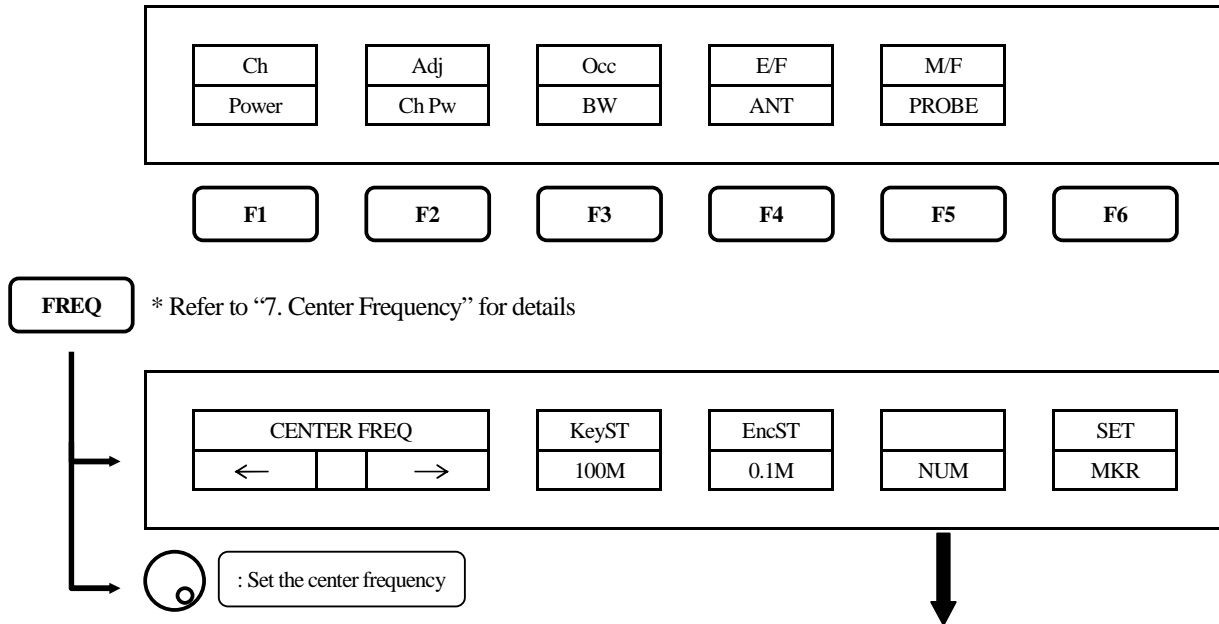 Ch Adj Occ E/F M/F
Power Ch Pw BW ANT PROBE
F1 F2 F3 F4 F5 F6
FREQ * Refer to “7. Center Frequency” for details
CENTER FREQ KeyST EncST SET
← → 100M 0.1M NUM MKR
: Set the center frequency